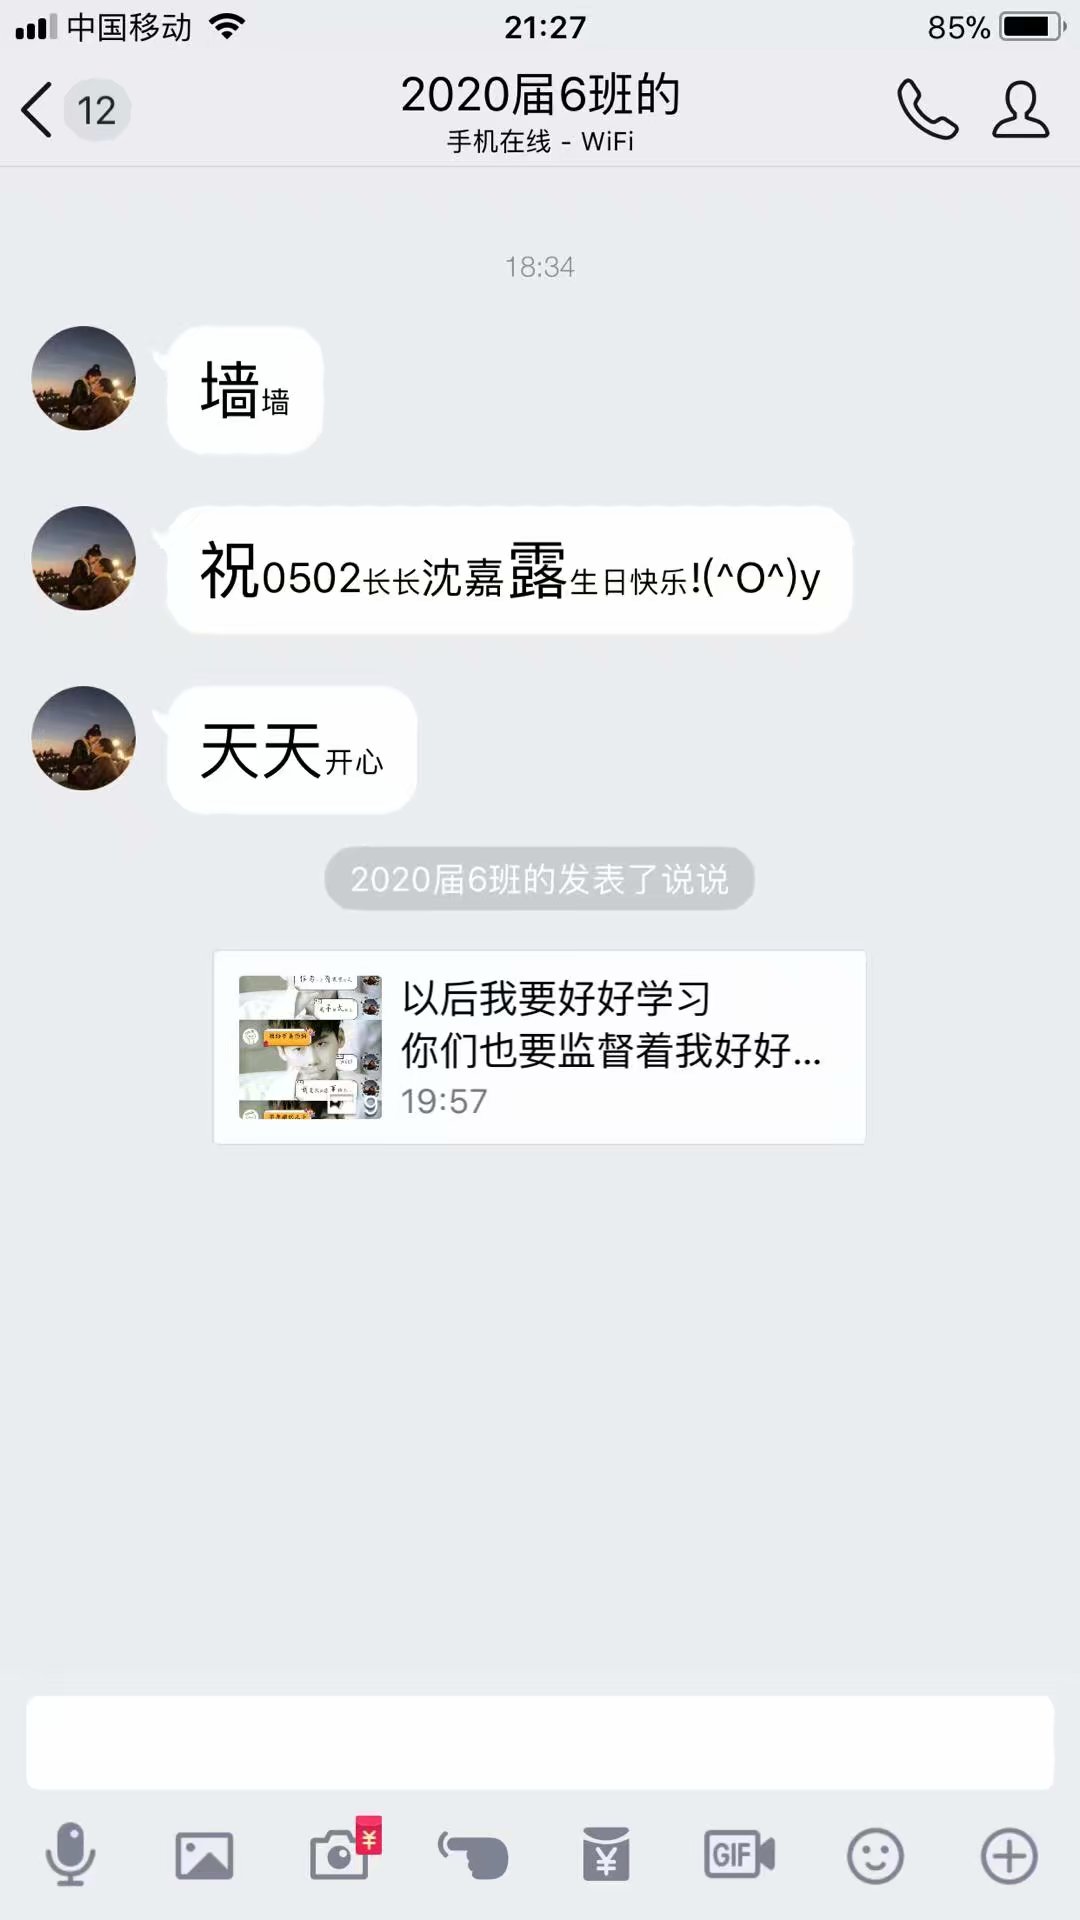 中国移动 21:27 85%
12 2020届6班的
手机在线 - WiFi
18:34
墙墙
祝0502长长沈嘉露生日快乐!(^O^)y
天天开心
2020届6班的发表了说说
以后我要好好学习
你们也要监督着我好好...
9 19:57
¥ ¥ GIF